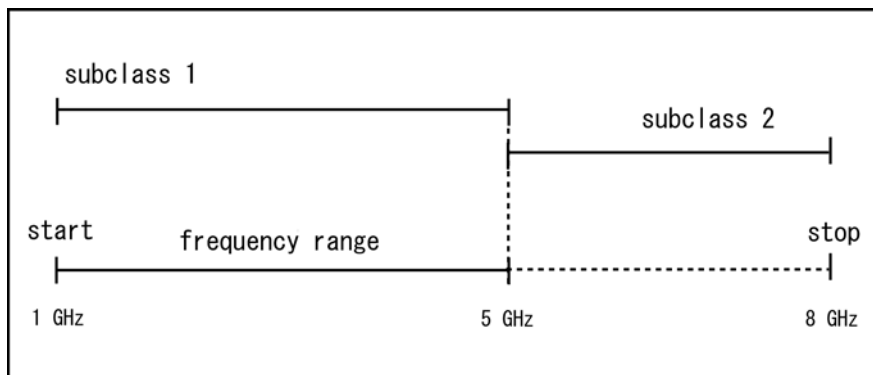 subclass 1
subclass 2
start
frequency range
stop
1 GHz
5 GHz
8 GHz